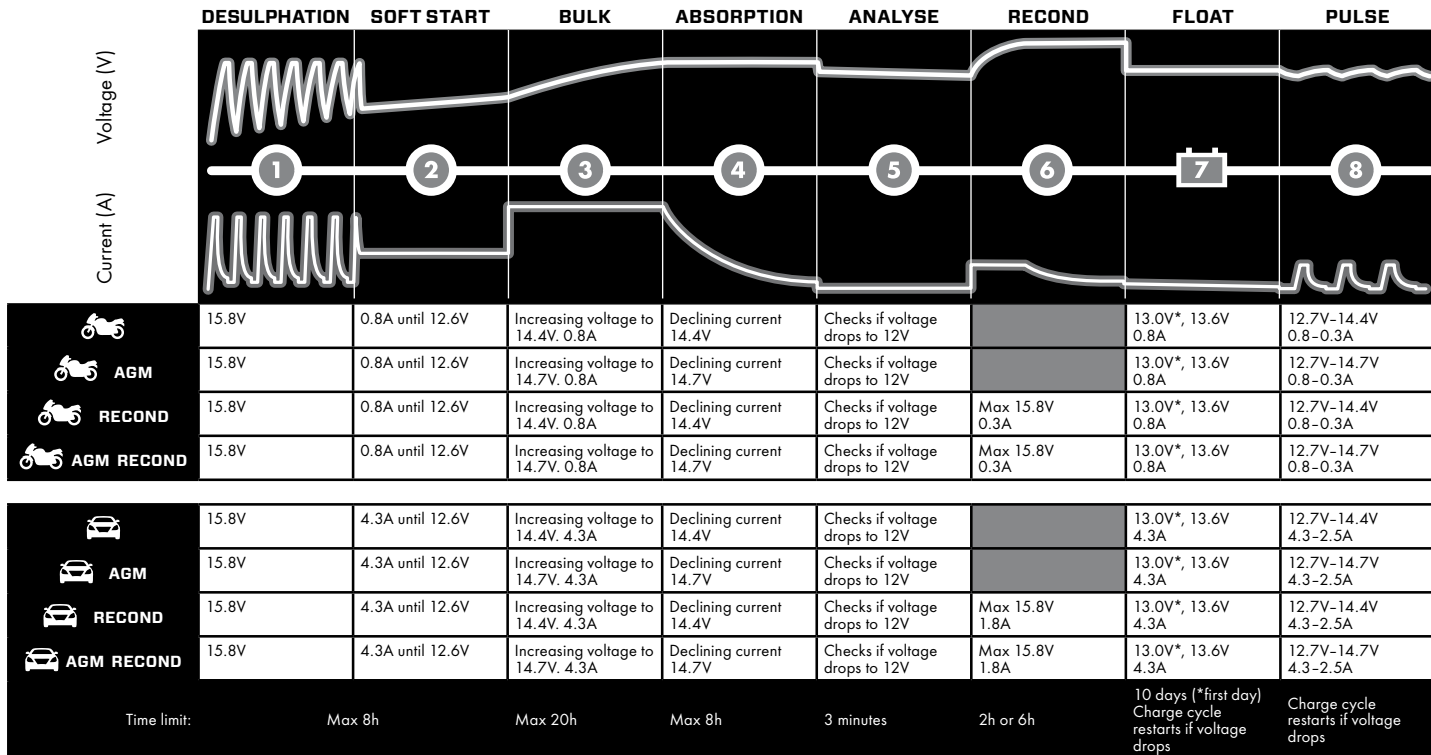 DESULPHATION SOFT START BULK ABSORPTION ANALYSE RECOND FLOAT PULSE
Voltage (V)
1 2 3 4 5 6 7 8
Current (A)
15.8V 0.8A until 12.6V Increasing voltage to 14.4V. 0.8A Declining current 14.4V Checks if voltage drops to 12V 13.0V*, 13.6V 0.8A 12.7V–14.4V 0.8–0.3A
AGM 15.8V 0.8A until 12.6V Increasing voltage to 14.7V. 0.8A Declining current 14.7V Checks if voltage drops to 12V 13.0V*, 13.6V 0.8A 12.7V–14.7V 0.8–0.3A
RECOND 15.8V 0.8A until 12.6V Increasing voltage to 14.4V. 0.8A Declining current 14.4V Checks if voltage drops to 12V Max 15.8V 0.3A 13.0V*, 13.6V 0.8A 12.7V–14.4V 0.8–0.3A
AGM RECOND 15.8V 0.8A until 12.6V Increasing voltage to 14.7V. 0.8A Declining current 14.7V Checks if voltage drops to 12V Max 15.8V 0.3A 13.0V*, 13.6V 0.8A 12.7V–14.7V 0.8–0.3A
15.8V 4.3A until 12.6V Increasing voltage to 14.4V. 4.3A Declining current 14.4V Checks if voltage drops to 12V 13.0V*, 13.6V 4.3A 12.7V–14.4V 4.3–2.5A
AGM 15.8V 4.3A until 12.6V Increasing voltage to 14.7V. 4.3A Declining current 14.7V Checks if voltage drops to 12V 13.0V*, 13.6V 4.3A 12.7V–14.7V 4.3–2.5A
RECOND 15.8V 4.3A until 12.6V Increasing voltage to 14.4V. 4.3A Declining current 14.4V Checks if voltage drops to 12V Max 15.8V 1.8A 13.0V*, 13.6V 4.3A 12.7V–14.4V 4.3–2.5A
AGM RECOND 15.8V 4.3A until 12.6V Increasing voltage to 14.7V. 4.3A Declining current 14.7V Checks if voltage drops to 12V Max 15.8V 1.8A 13.0V*, 13.6V 4.3A 12.7V–14.7V 4.3–2.5A
Time limit: Max 8h Max 20h Max 8h 3 minutes 2h or 6h 10 days (*first day) Charge cycle restarts if voltage drops Charge cycle restarts if voltage drops